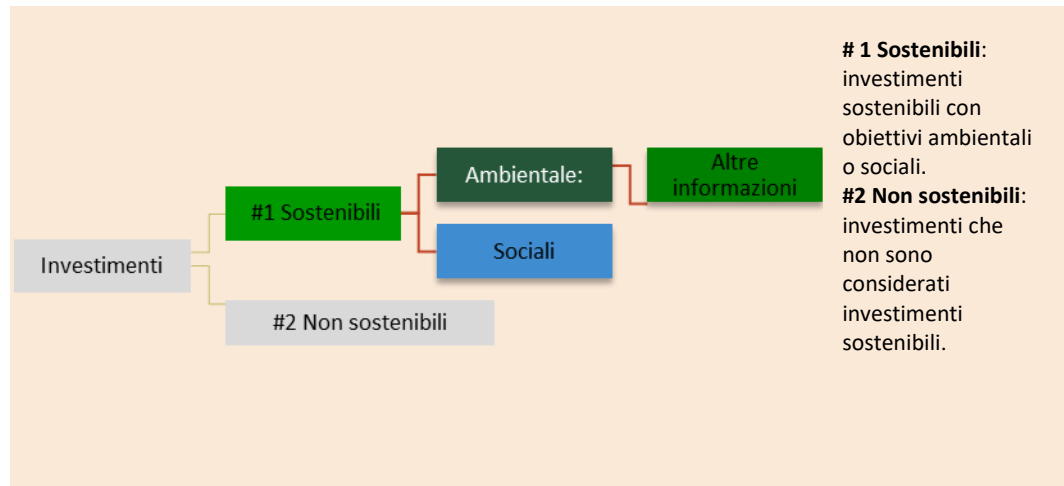 Investimenti
#1 Sostenibili
#2 Non sostenibili
Ambientale:
Sociali
Altre
informazioni
# 1 Sostenibili:
investimenti
sostenibili con
obiettivi ambientali
o sociali.
#2 Non sostenibili:
investimenti che
non sono
considerati
investimenti
sostenibili.